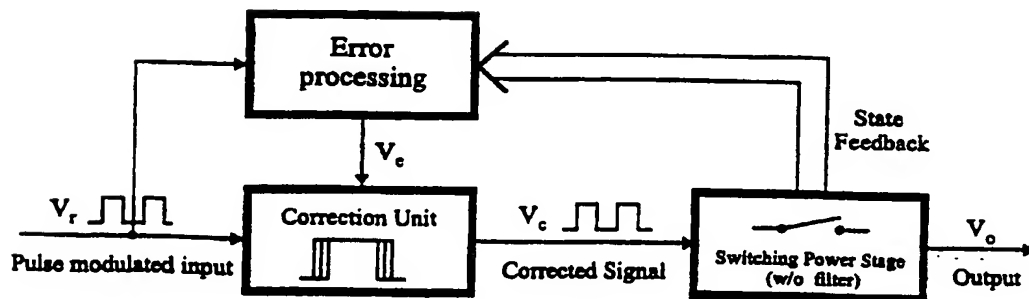 Error
processing
State
Feedback
Vₑ
Vᵣ
Pulse modulated input
Correction Unit
V꜀
Corrected Signal
Switching Power Stage
(w/o filter)
Vₒ
Output